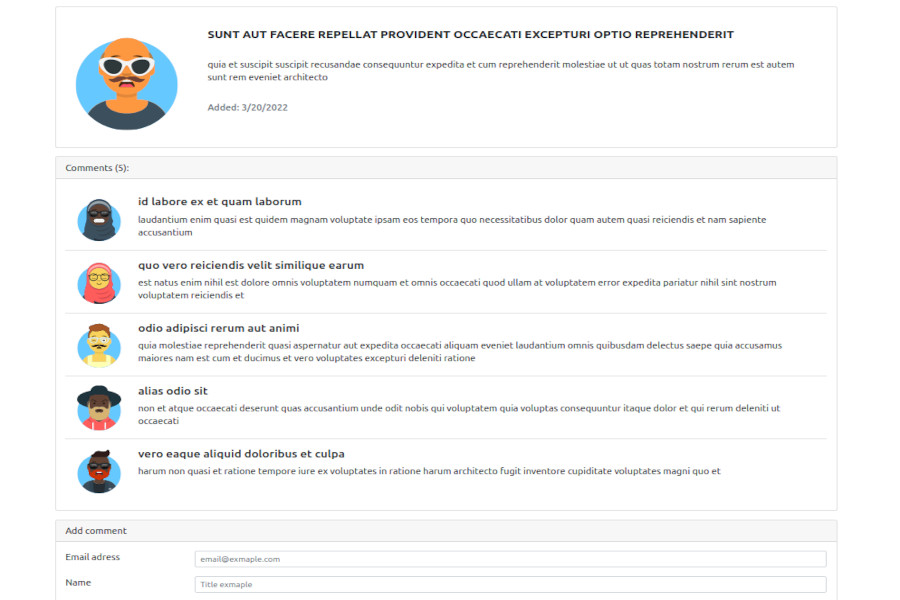 SUNT AUT FACERE REPELLAT PROVIDENT OCCAECATI EXCEPTURI OPTIO REPREHENDERIT
quia et suscipit suscipit recusandae consequuntur expedita et cum reprehenderit molestiae ut ut quas totam nostrum rerum est autem
sunt rem eveniet architecto
Added: 3/20/2022
Comments (5):
id labore ex et quam laborum
laudantium enim quasi est quidem magnam voluptate ipsam eos tempora quo necessitatibus dolor quam autem quasi reiciendis et nam sapiente
accusantium
quo vero reiciendis velit similique earum
est natus enim nihil est dolore omnis voluptatem numquam et omnis occaecati quod ullam at voluptatem error expedita pariatur nihil sint nostrum
voluptatem reiciendis et
odio adipisci rerum aut animi
quia molestiae reprehenderit quasi aspernatur aut expedita occaecati aliquam eveniet laudantium omnis quibusdam delectus saepe quia accusamus
maiores nam est cum et ducimus et vero voluptates excepturi deleniti ratione
alias odio sit
non et atque occaecati deserunt quas accusantium unde odit nobis qui voluptatem quia voluptas consequuntur itaque dolor et qui rerum deleniti ut
occaecati
vero eaque aliquid doloribus et culpa
harum non quasi et ratione tempore iure ex voluptates in ratione harum architecto fugit inventore cupiditate voluptates magni quo et
Add comment
Email adress
email@exmaple.com
Name
Title exmaple